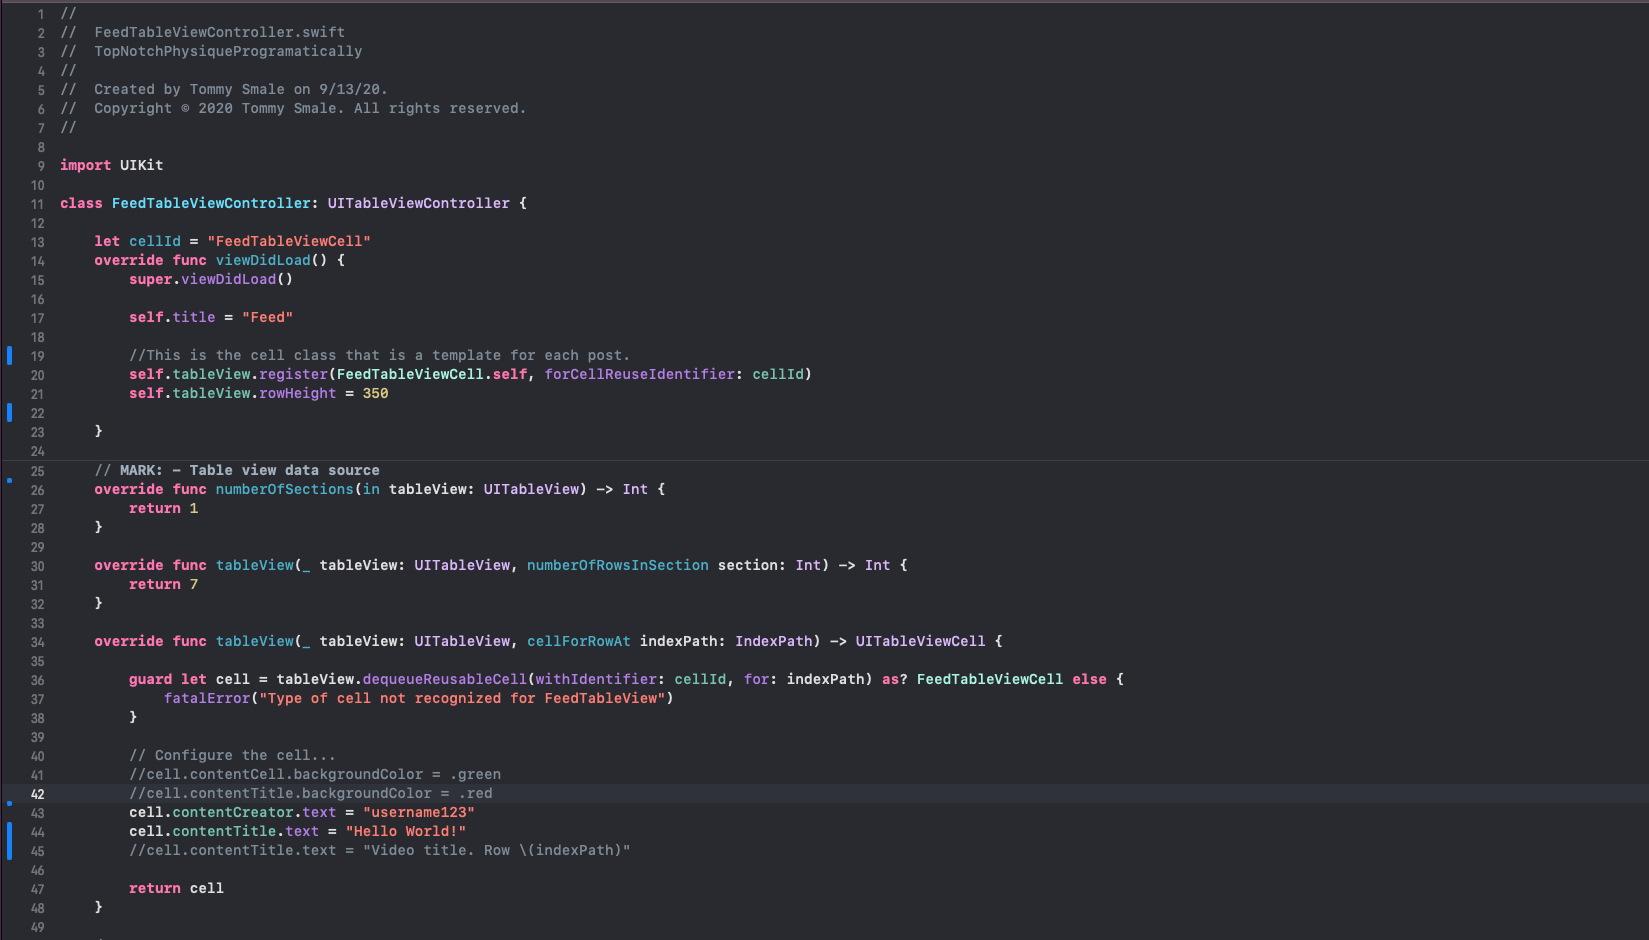 1 //
2 //  FeedTableViewController.swift
3 //  TopNotchPhysiqueProgramatically
4 //
5 //  Created by Tommy Smale on 9/13/20.
6 //  Copyright © 2020 Tommy Smale. All rights reserved.
7 //
8
9 import UIKit
10
11 class FeedTableViewController: UITableViewController {
12
13     let cellId = "FeedTableViewCell"
14     override func viewDidLoad() {
15         super.viewDidLoad()
16
17         self.title = "Feed"
18
19         //This is the cell class that is a template for each post.
20         self.tableView.register(FeedTableViewCell.self, forCellReuseIdentifier: cellId)
21         self.tableView.rowHeight = 350
22
23     }
24
25     // MARK: - Table view data source
26     override func numberOfSections(in tableView: UITableView) -> Int {
27         return 1
28     }
29
30     override func tableView(_ tableView: UITableView, numberOfRowsInSection section: Int) -> Int {
31         return 7
32     }
33
34     override func tableView(_ tableView: UITableView, cellForRowAt indexPath: IndexPath) -> UITableViewCell {
35
36         guard let cell = tableView.dequeueReusableCell(withIdentifier: cellId, for: indexPath) as? FeedTableViewCell else {
37             fatalError("Type of cell not recognized for FeedTableView")
38         }
39
40         // Configure the cell...
41         //cell.contentCell.backgroundColor = .green
42         //cell.contentTitle.backgroundColor = .red
43         cell.contentCreator.text = "username123"
44         cell.contentTitle.text = "Hello World!"
45         //cell.contentTitle.text = "Video title. Row \(indexPath)"
46
47         return cell
48     }
49